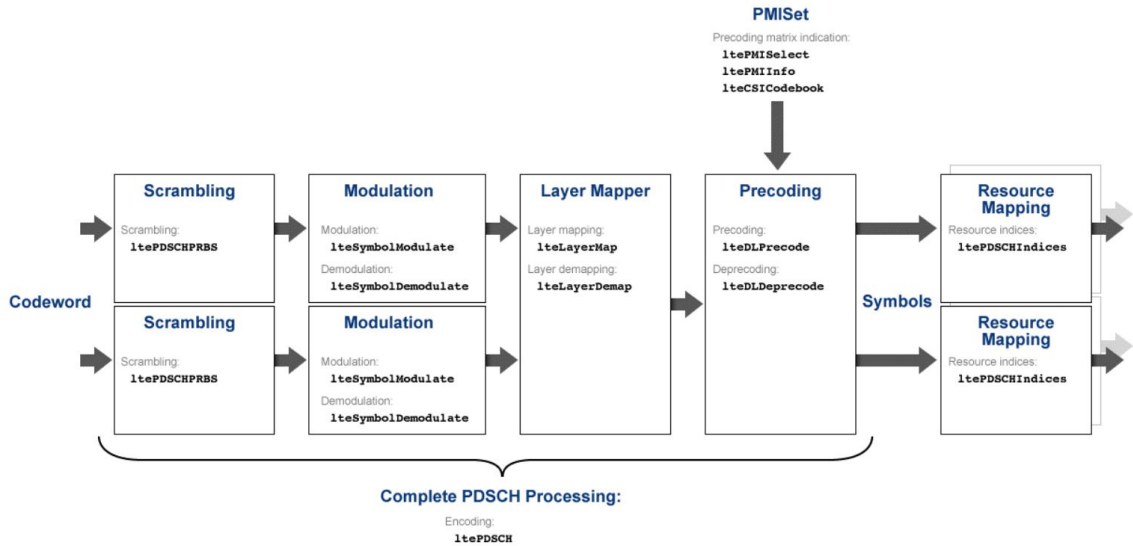 PMISet
Precoding matrix indication:
ltePMISelect
ltePMIInfo
lteCSICodebook
Codeword
Scrambling
Scrambling:
ltePDSCHPRBS
Modulation
Modulation:
lteSymbolModulate
Demodulation:
lteSymbolDemodulate
Scrambling
Scrambling:
ltePDSCHPRBS
Modulation
Modulation:
lteSymbolModulate
Demodulation:
lteSymbolDemodulate
Layer Mapper
Layer mapping:
lteLayerMap
Layer demapping:
lteLayerDemap
Precoding
Precoding:
lteDLPrecode
Deprecoding:
lteDLDeprecode
Symbols
Resource
Mapping
Resource indices:
ltePDSCHIndices
Resource
Mapping
Resource indices:
ltePDSCHIndices
Complete PDSCH Processing:
Encoding:
ltePDSCH